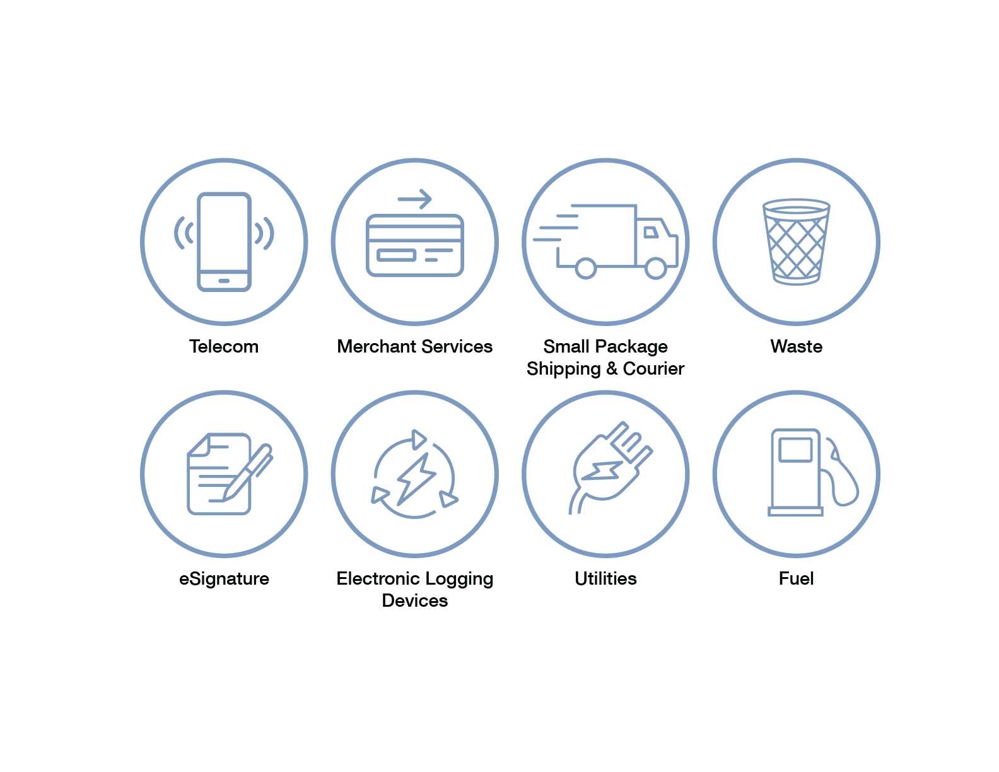 Telecom
Merchant Services
Small Package
Shipping & Courier
Waste
eSignature
Electronic Logging
Devices
Utilities
Fuel